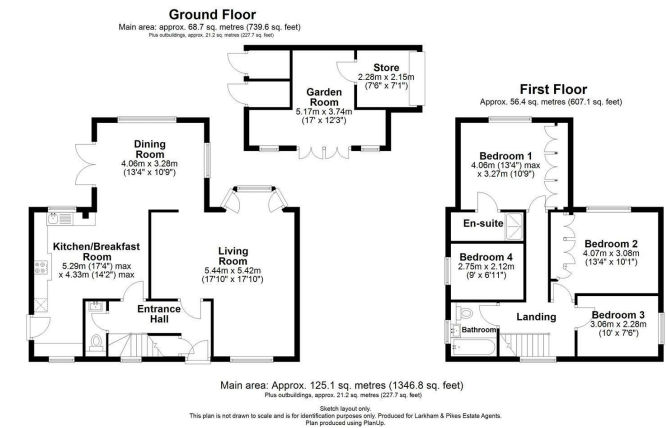 Ground Floor
Main area: approx. 68.7 sq. metres (739.6 sq. feet)
Plus outbuildings, approx. 21.2 sq. metres (227.7 sq. feet)
Store
2.28m x 2.15m
(7'6" x 7'1")
Garden
Room
5.17m x 3.74m
(17' x 12'3")
Dining
Room
4.06m x 3.28m
(13'4" x 10'9")
Kitchen/Breakfast
Room
5.29m (17'4") max
x 4.33m (14'2") max
Living
Room
5.44m x 5.42m
(17'10" x 17'10")
Entrance
Hall
First Floor
Approx. 56.4 sq. metres (607.1 sq. feet)
Bedroom 1
4.06m (13'4") max
x 3.27m (10'9")
En-suite
Bedroom 2
4.07m x 3.08m
(13'4" x 10'1")
Bedroom 4
2.75m x 2.12m
(9' x 6'11")
Landing
Bedroom 3
3.06m x 2.28m
(10' x 7'6")
Bathroom
Main area: Approx. 125.1 sq. metres (1346.8 sq. feet)
Plus outbuildings, approx. 21.2 sq. metres (227.7 sq. feet)
Sketch layout only.
This plan is not drawn to scale and is for identification purposes only. Produced for Larkham & Pikes Estate Agents.
Plan produced using PlanUp.